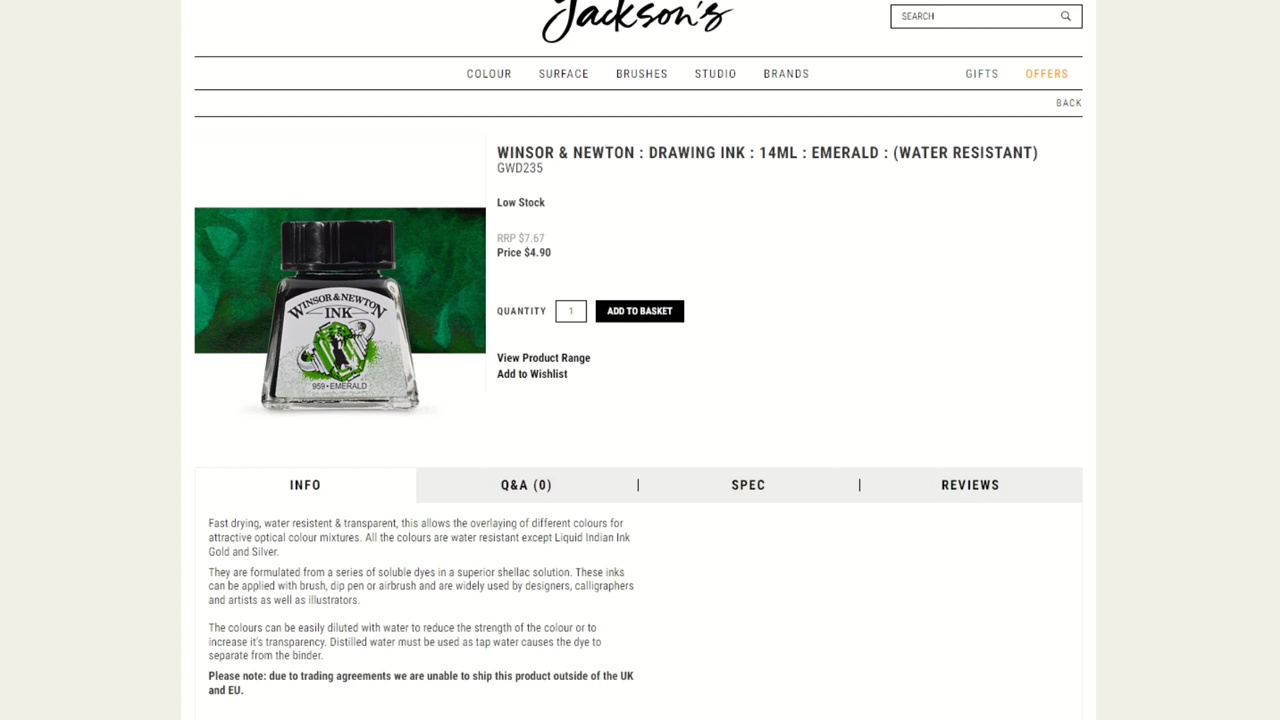 Jackson's
SEARCH
COLOUR SURFACE BRUSHES STUDIO BRANDS GIFTS OFFERS
BACK
WINSOR & NEWTON : DRAWING INK : 14ML : EMERALD : (WATER RESISTANT)
GWD235
Low Stock
RRP $7.67
Price $4.90
QUANTITY 1 ADD TO BASKET
View Product Range
Add to Wishlist
WINSOR & NEWTON
INK
959•EMERALD
INFO Q&A (0) | SPEC | REVIEWS
Fast drying, water resistent & transparent, this allows the overlaying of different colours for
attractive optical colour mixtures. All the colours are water resistant except Liquid Indian Ink
Gold and Silver.
They are formulated from a series of soluble dyes in a superior shellac solution. These inks
can be applied with brush, dip pen or airbrush and are widely used by designers, calligraphers
and artists as well as illustrators.
The colours can be easily diluted with water to reduce the strength of the colour or to
increase it's transparency. Distilled water must be used as tap water causes the dye to
separate from the binder.
Please note: due to trading agreements we are unable to ship this product outside of the UK
and EU.